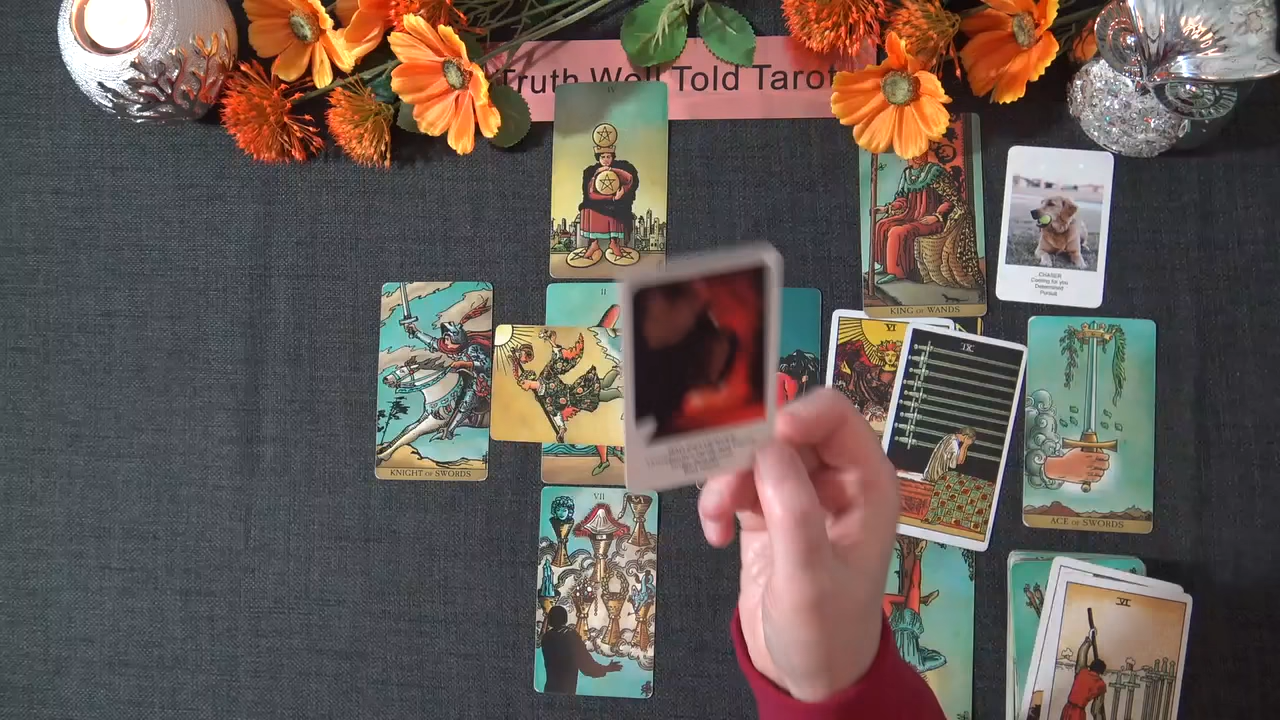 Truth Well Told Tarot
IV
KING OF WANDS
CHASER
Coming for you
Determined
Pursuit
II
VI
IX
KNIGHT OF SWORDS
ACE OF SWORDS
VII
VI